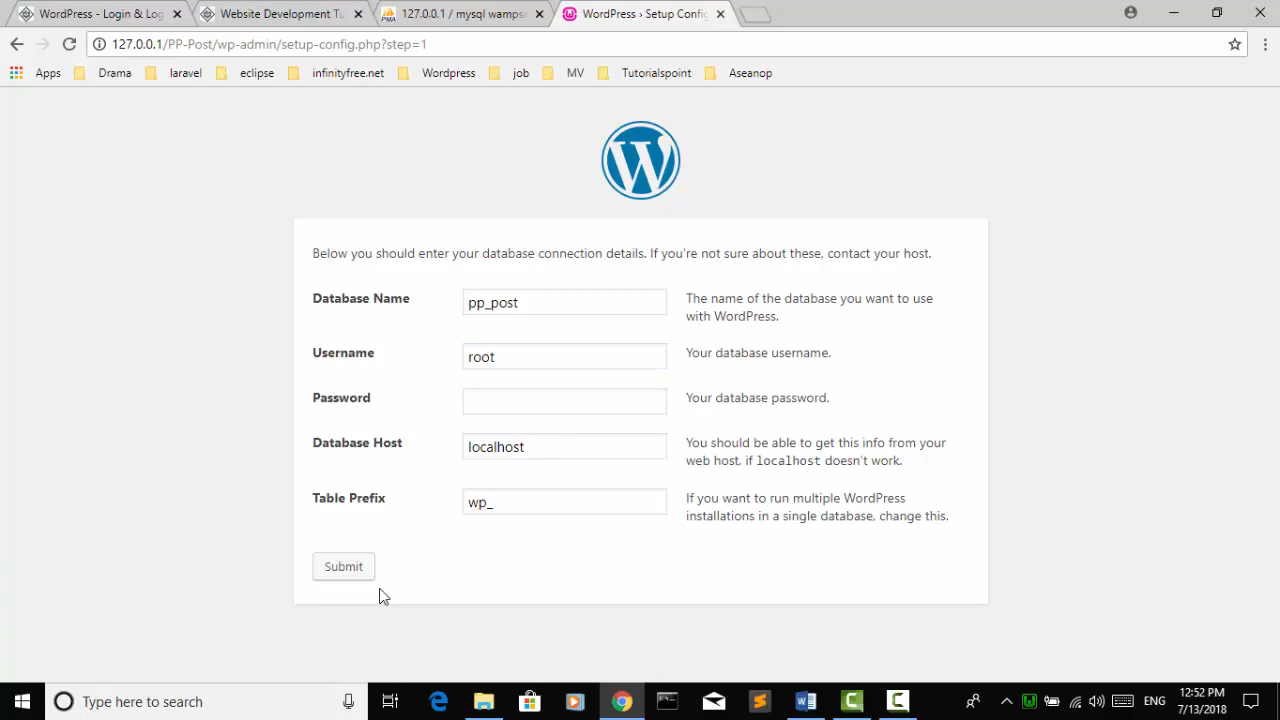 WordPress - Login & Log
Website Development Tu
127.0.0.1 / mysql wampse
WordPress › Setup Config
127.0.0.1/PP-Post/wp-admin/setup-config.php?step=1
Apps
Drama
laravel
eclipse
infinityfree.net
Wordpress
job
MV
Tutorialspoint
Aseanop
Below you should enter your database connection details. If you're not sure about these, contact your host.
Database Name
pp_post
The name of the database you want to use
with WordPress.
Username
root
Your database username.
Password
Your database password.
Database Host
localhost
You should be able to get this info from your
web host, if localhost doesn't work.
Table Prefix
wp_
If you want to run multiple WordPress
installations in a single database, change this.
Submit
Type here to search
ENG
12:52 PM
7/13/2018